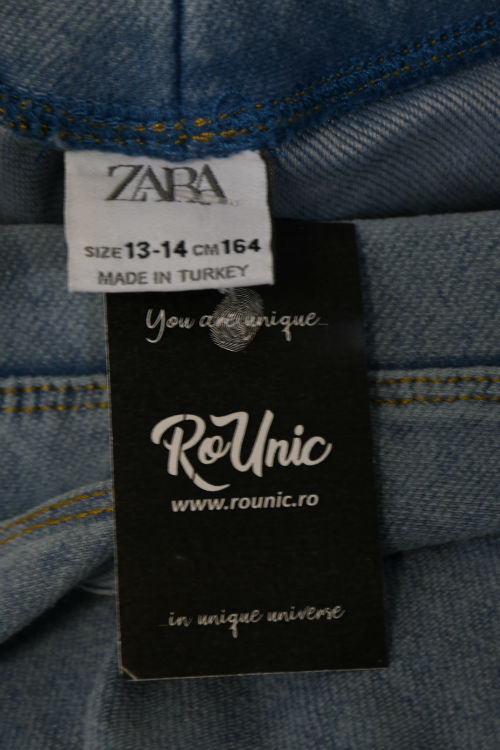 ZARA
SIZE 13-14 CM 164
MADE IN TURKEY
You are unique...
RoUnic
www.rounic.ro
...in unique universe